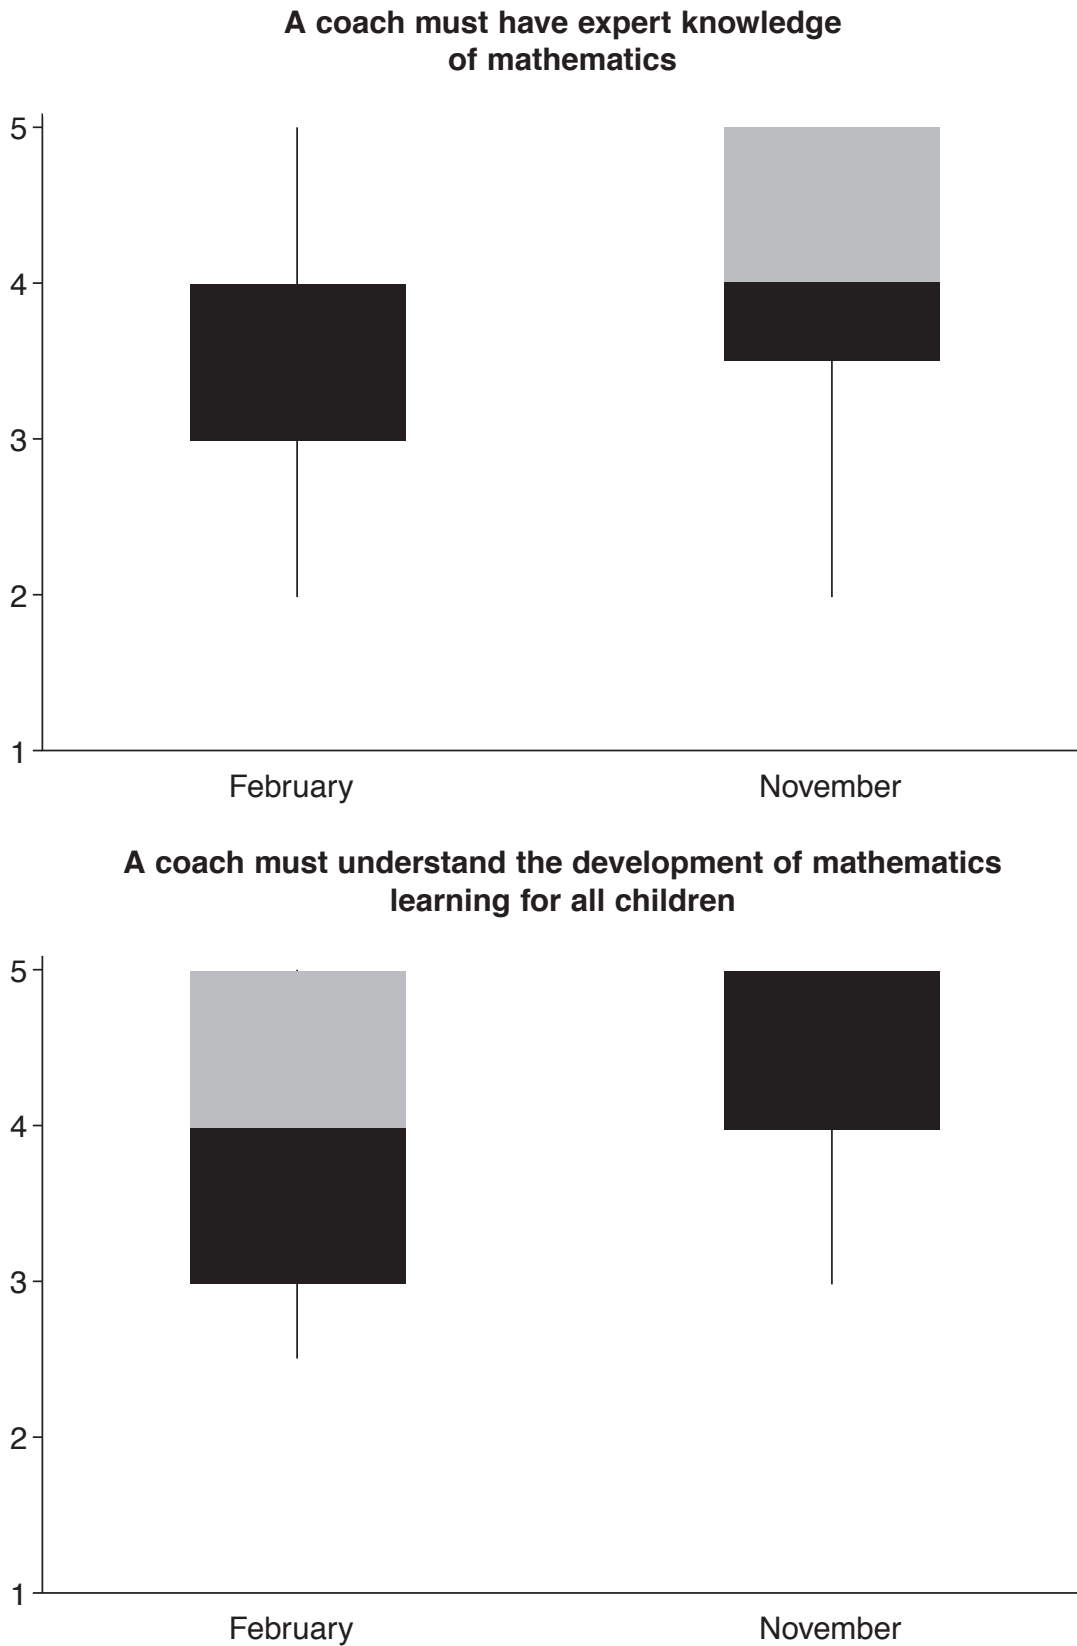 A coach must have expert knowledge
of mathematics
5
4
3
2
1
February November
A coach must understand the development of mathematics
learning for all children
5
4
3
2
1
February November